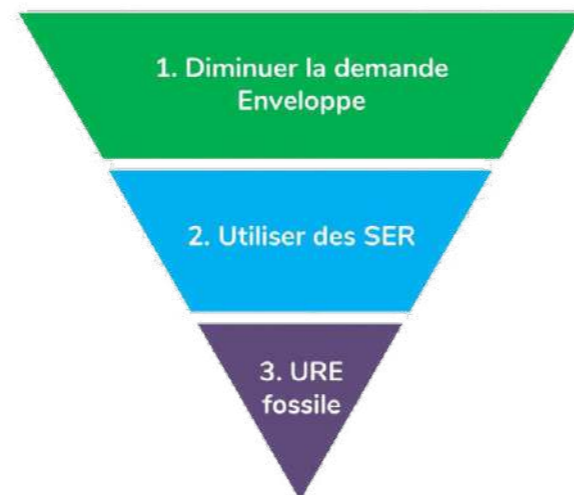 1. Diminuer la demande
Enveloppe
2. Utiliser des SER
3. URE
fossile